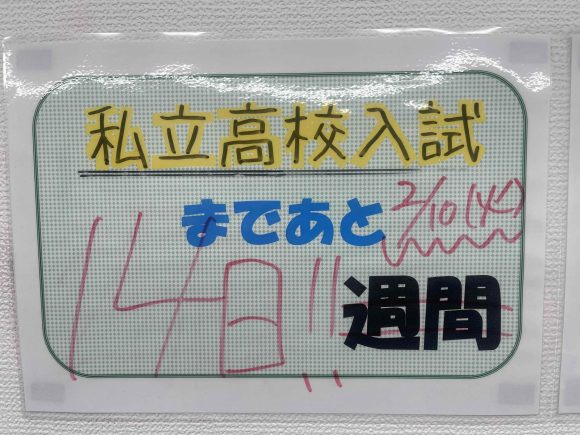 私立高校入試
まであと 2/10(火)
14日!! 週間